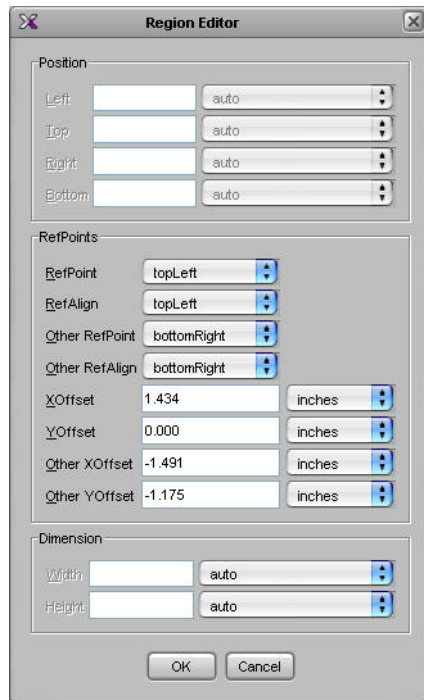 Region Editor
Position
Left auto
Top auto
Right auto
Bottom auto
RefPoints
RefPoint topLeft
RefAlign topLeft
Other RefPoint bottomRight
Other RefAlign bottomRight
XOffset 1.434 inches
YOffset 0.000 inches
Other XOffset -1.491 inches
Other YOffset -1.175 inches
Dimension
Width auto
Height auto
OK Cancel